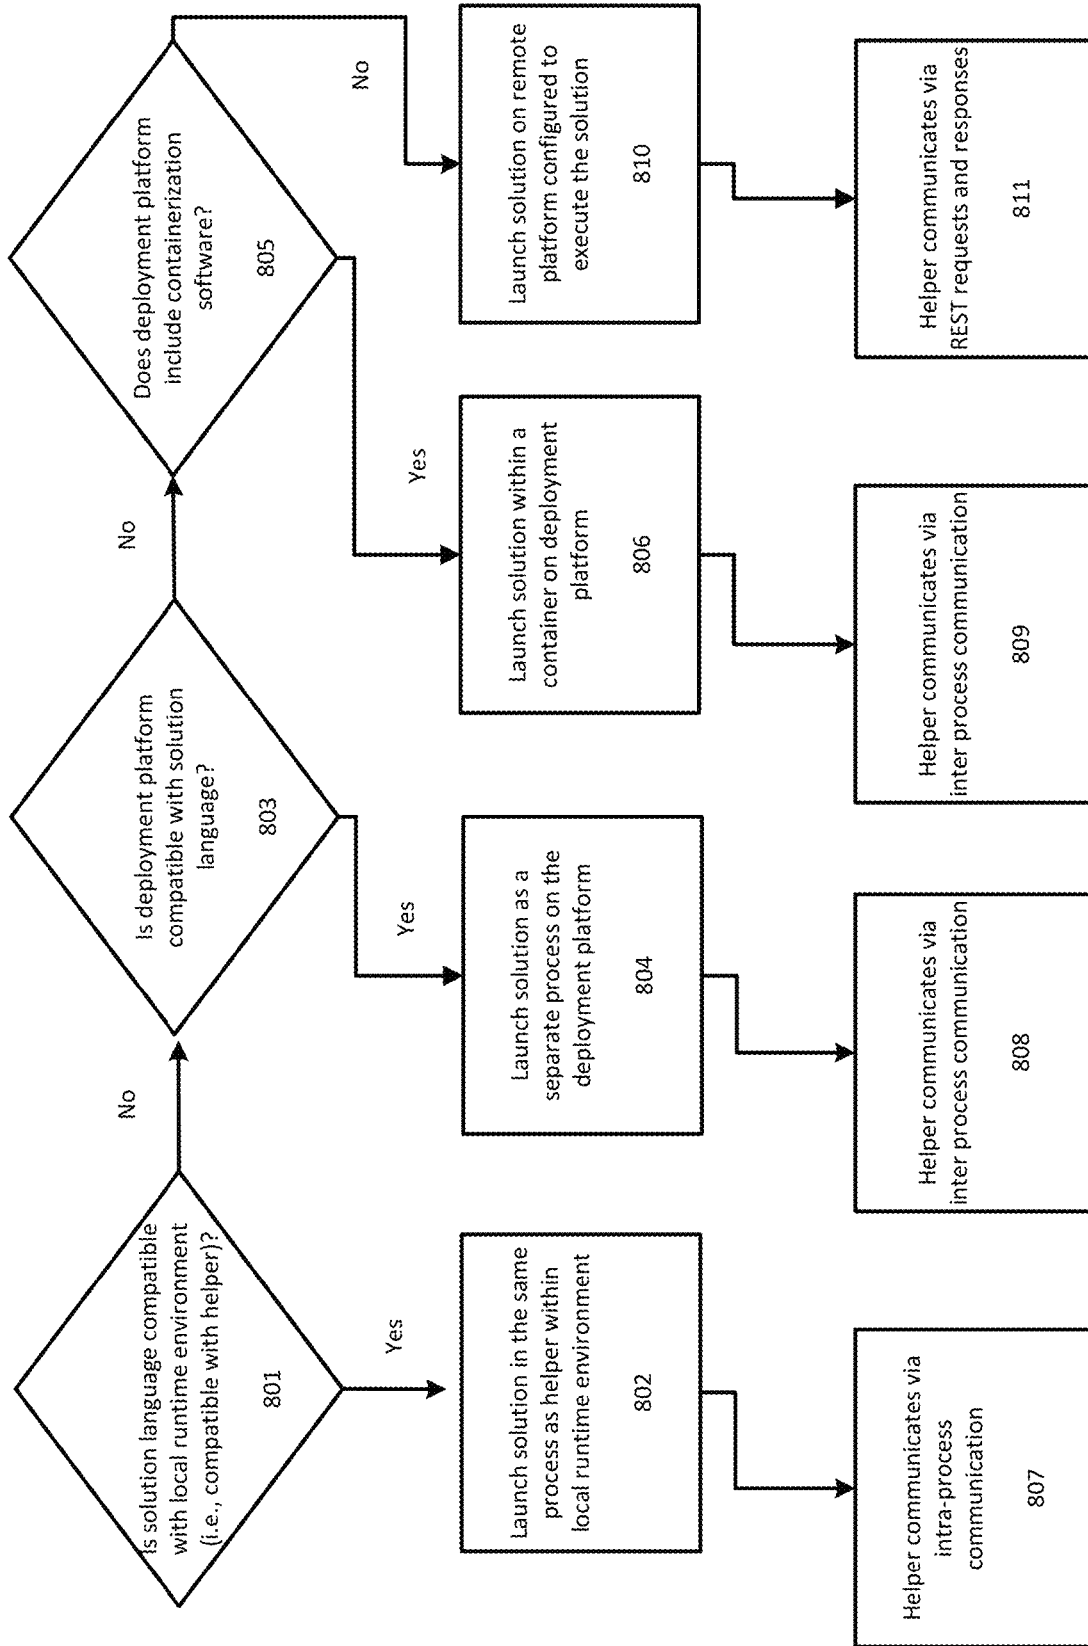 Is solution language compatible
with local runtime environment
(i.e., compatible with helper)?
801
No
Yes
Launch solution in the same
process as helper within
local runtime environment
802
Helper communicates via
intra-process
communication
807
Is deployment platform
compatible with solution
language?
803
No
Yes
Launch solution as a
separate process on the
deployment platform
804
Helper communicates via
inter process communication
808
Does deployment platform
include containerization
software?
805
Yes
Launch solution within a
container on deployment
platform
806
Helper communicates via
inter process communication
809
No
Launch solution on remote
platform configured to
execute the solution
810
Helper communicates via
REST requests and responses
811